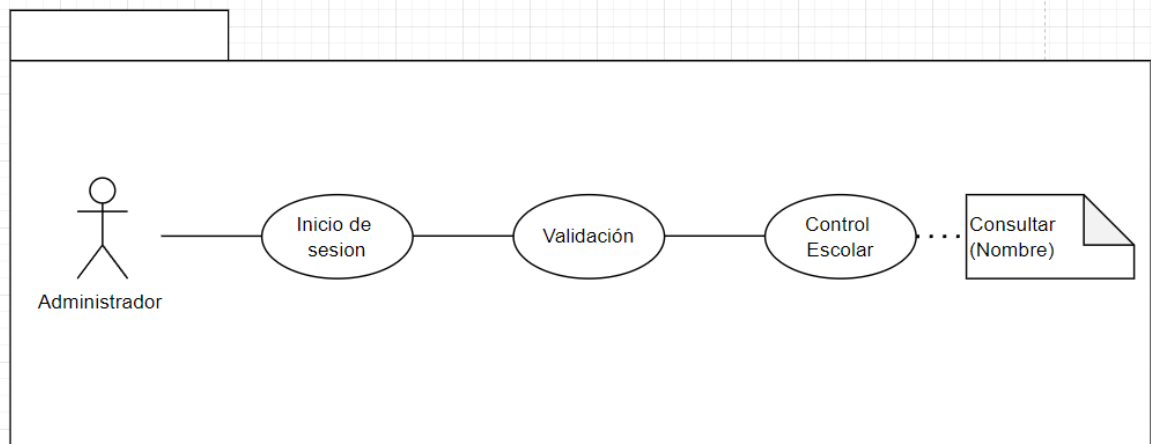 Inicio de
sesion
Validación
Control
Escolar
Consultar
(Nombre)
Administrador